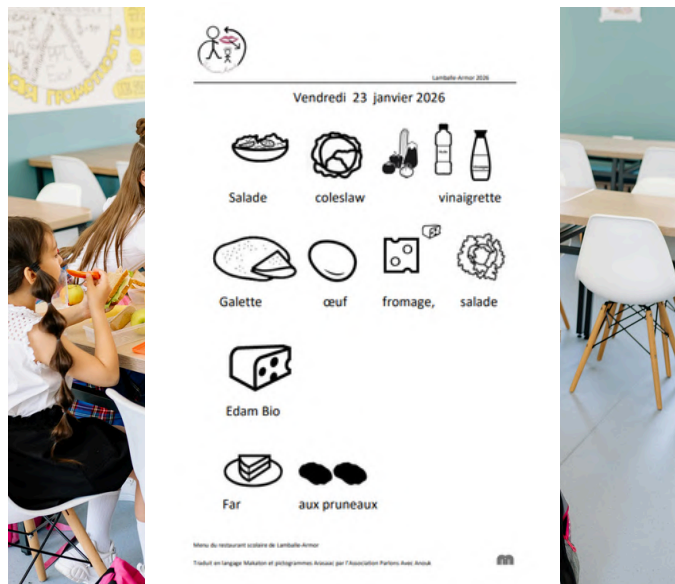 Lamballe-Armor 2026
Vendredi 23 janvier 2026
Salade coleslaw vinaigrette
Galette œuf fromage, salade
Edam Bio
Far aux pruneaux
Menu du restaurant scolaire de Lamballe-Armor
Traduit en langage Makaton et pictogrammes Arasaac par l'Association Parlons Avec Anouk